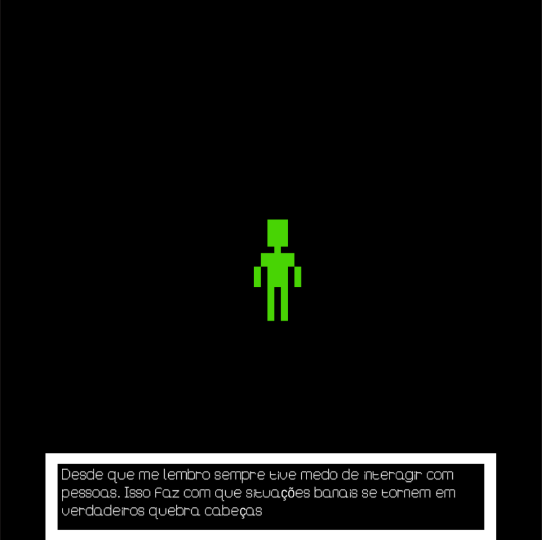 Desde que me lembro sempre tive medo de interagir com
pessoas. Isso faz com que situações banais se tornem em
verdadeiros quebra cabeças